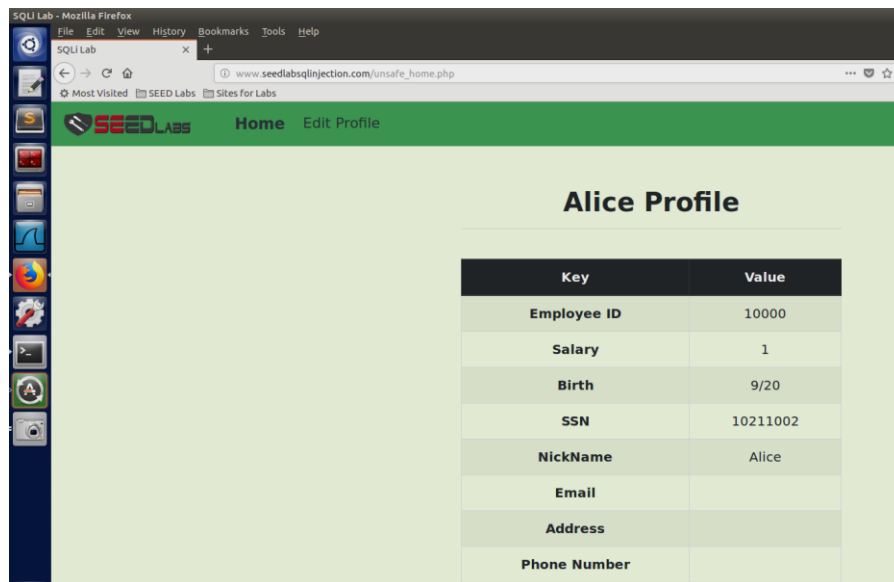 SQLi Lab - Mozilla Firefox
File Edit View History Bookmarks Tools Help
SQLi Lab × +
www.seedlabsqlinjection.com/unsafe_home.php
Most Visited SEED Labs Sites for Labs
SEEDLABS Home Edit Profile
Alice Profile
Key Value
Employee ID 10000
Salary 1
Birth 9/20
SSN 10211002
NickName Alice
Email
Address
Phone Number